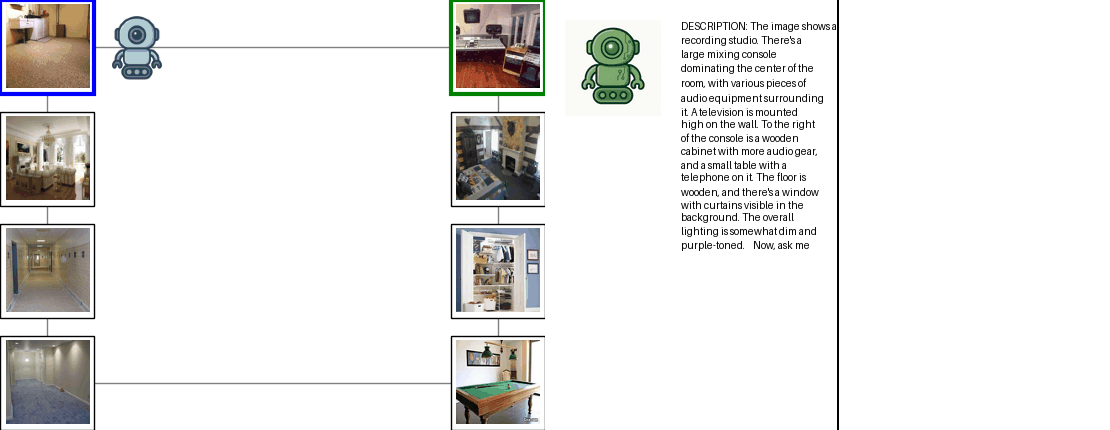 DESCRIPTION: The image shows a
recording studio. There's a
large mixing console
dominating the center of the
room, with various pieces of
audio equipment surrounding
it. A television is mounted
high on the wall. To the right
of the console is a wooden
cabinet with more audio gear,
and a small table with a
telephone on it. The floor is
wooden, and there's a window
with curtains visible in the
background. The overall
lighting is somewhat dim and
purple-toned.   Now, ask me